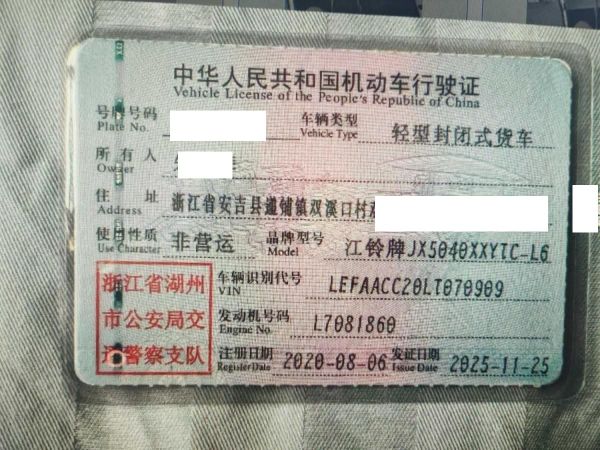 中华人民共和国机动车行驶证
Vehicle License of the People's Republic of China
号牌号码 车辆类型 轻型封闭式货车
Plate No. Vehicle Type
所有人
Owner
住址 浙江省安吉县递铺镇双溪口村
Address
使用性质 非营运 品牌型号 江铃牌JX5040XXYTC-L6
Use Character Model
浙江省湖州
市公安局交
警察支队
车辆识别代号 LEFAACC20LT070909
VIN
发动机号码 L7081860
Engine No.
注册日期 2020-08-06 发证日期 2025-11-25
Register Date Issue Date